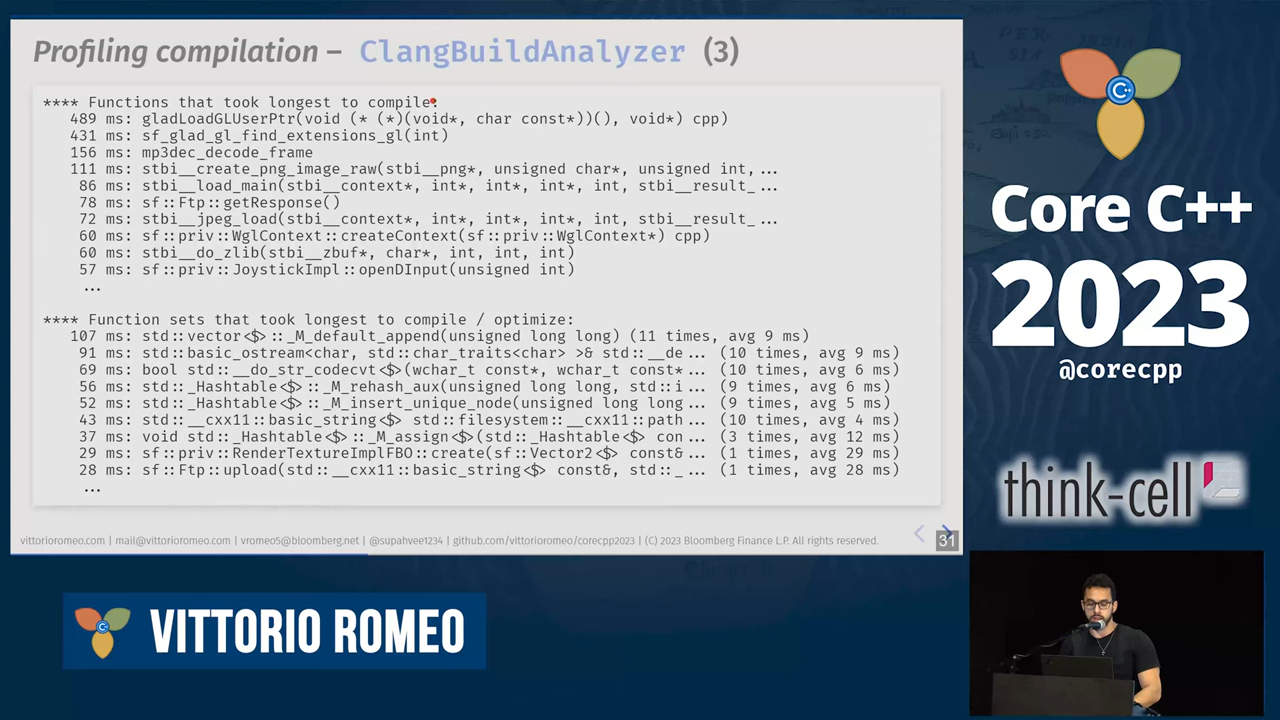 Profiling compilation – ClangBuildAnalyzer (3)
**** Functions that took longest to compile:
489 ms: gladLoadGLUserPtr(void (* (*)(void*, char const*))(), void*) cpp)
431 ms: sf_glad_gl_find_extensions_gl(int)
156 ms: mp3dec_decode_frame
111 ms: stbi__create_png_image_raw(stbi__png*, unsigned char*, unsigned int,...
86 ms: stbi__load_main(stbi__context*, int*, int*, int*, int, stbi__result_...
78 ms: sf::Ftp::getResponse()
72 ms: stbi__jpeg_load(stbi__context*, int*, int*, int*, int, stbi__result_...
60 ms: sf::priv::WglContext::createContext(sf::priv::WglContext*) cpp)
60 ms: stbi__do_zlib(stbi__zbuf*, char*, int, int, int)
57 ms: sf::priv::JoystickImpl::openDInput(unsigned int)
...
**** Function sets that took longest to compile / optimize:
107 ms: std::vector<$>::_M_default_append(unsigned long long) (11 times, avg 9 ms)
91 ms: std::basic_ostream<char, std::char_traits<char> >& std::__de... (10 times, avg 9 ms)
69 ms: bool std::__do_str_codecvt<$>(wchar_t const*, wchar_t const*... (10 times, avg 6 ms)
56 ms: std::_Hashtable<$>::_M_rehash_aux(unsigned long long, std::i... (9 times, avg 6 ms)
52 ms: std::_Hashtable<$>::_M_insert_unique_node(unsigned long long... (9 times, avg 5 ms)
43 ms: std::__cxx11::basic_string<$> std::filesystem::__cxx11::path... (10 times, avg 4 ms)
37 ms: void std::_Hashtable<$>::_M_assign<$>(std::_Hashtable<$> con... (3 times, avg 12 ms)
29 ms: sf::priv::RenderTextureImplFBO::create(sf::Vector2<$> const&... (1 times, avg 29 ms)
28 ms: sf::Ftp::upload(std::__cxx11::basic_string<$> const&, std::_... (1 times, avg 28 ms)
...
vittorioromeo.com | mail@vittorioromeo.com | vromeo5@bloomberg.net | @supahvee1234 | github.com/vittorioromeo/corecpp2023 | (C) 2023 Bloomberg Finance L.P. All rights reserved.
31
C++
Core C++
2023
@corecpp
think-cell
C++
VITTORIO ROMEO